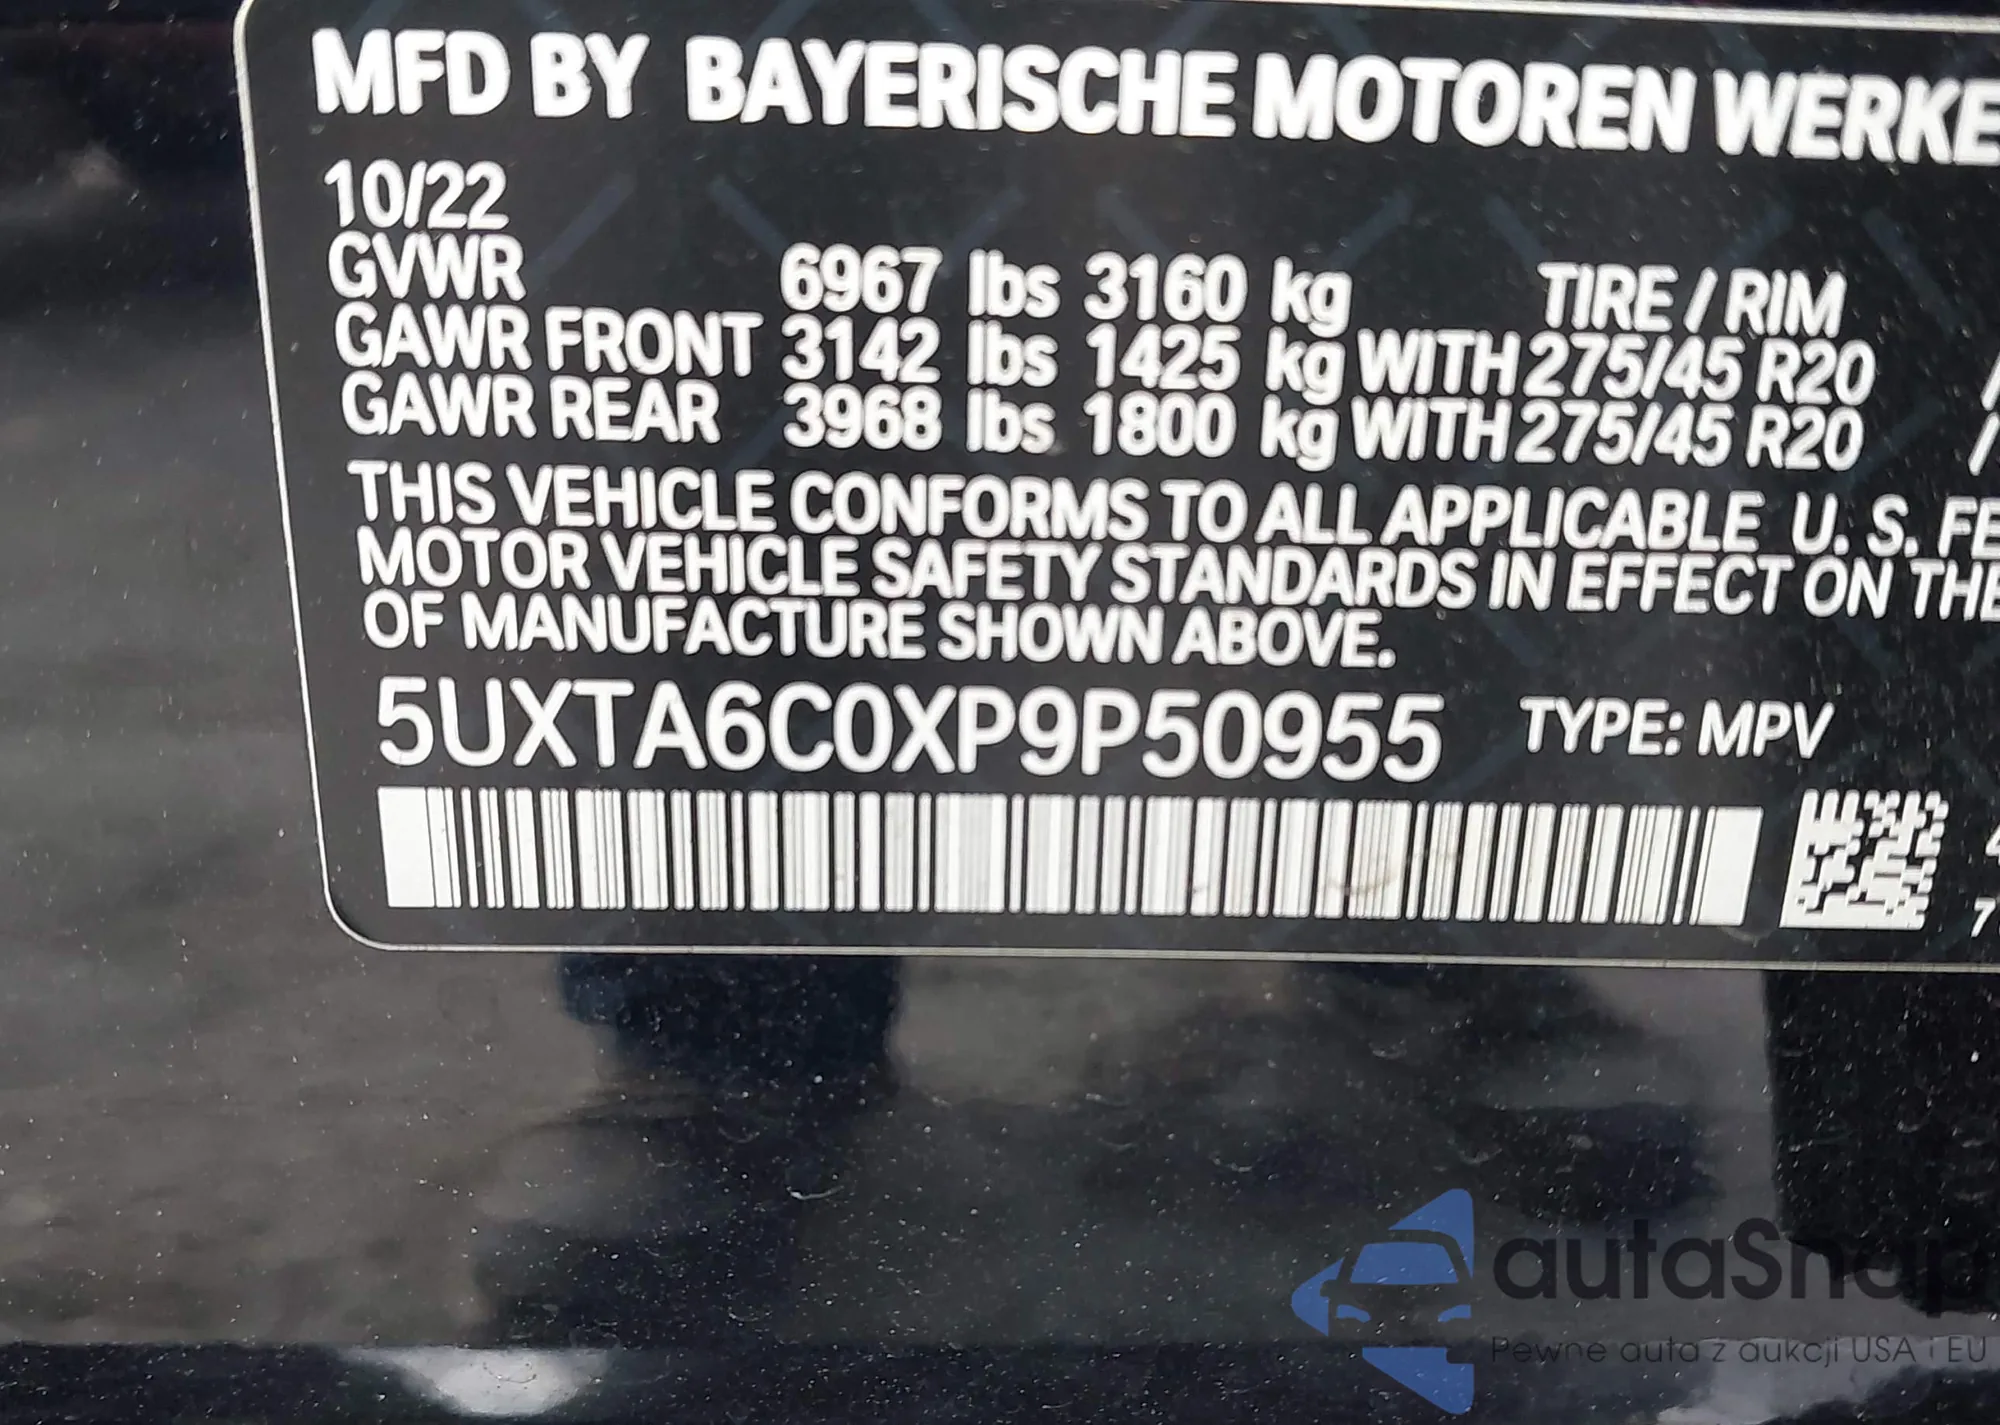 MFD BY BAYERISCHE MOTOREN WERKE
10/22
GVWR 6967 lbs 3160 kg TIRE / RIM
GAWR FRONT 3142 lbs 1425 kg WITH 275/45 R20 /
GAWR REAR 3968 lbs 1800 kg WITH 275/45 R20 /
THIS VEHICLE CONFORMS TO ALL APPLICABLE U. S. FE
MOTOR VEHICLE SAFETY STANDARDS IN EFFECT ON THE
OF MANUFACTURE SHOWN ABOVE.
5UXTA6C0XP9P50955 TYPE: MPV
autaSnap
Pewne auta z aukcji USA i EU